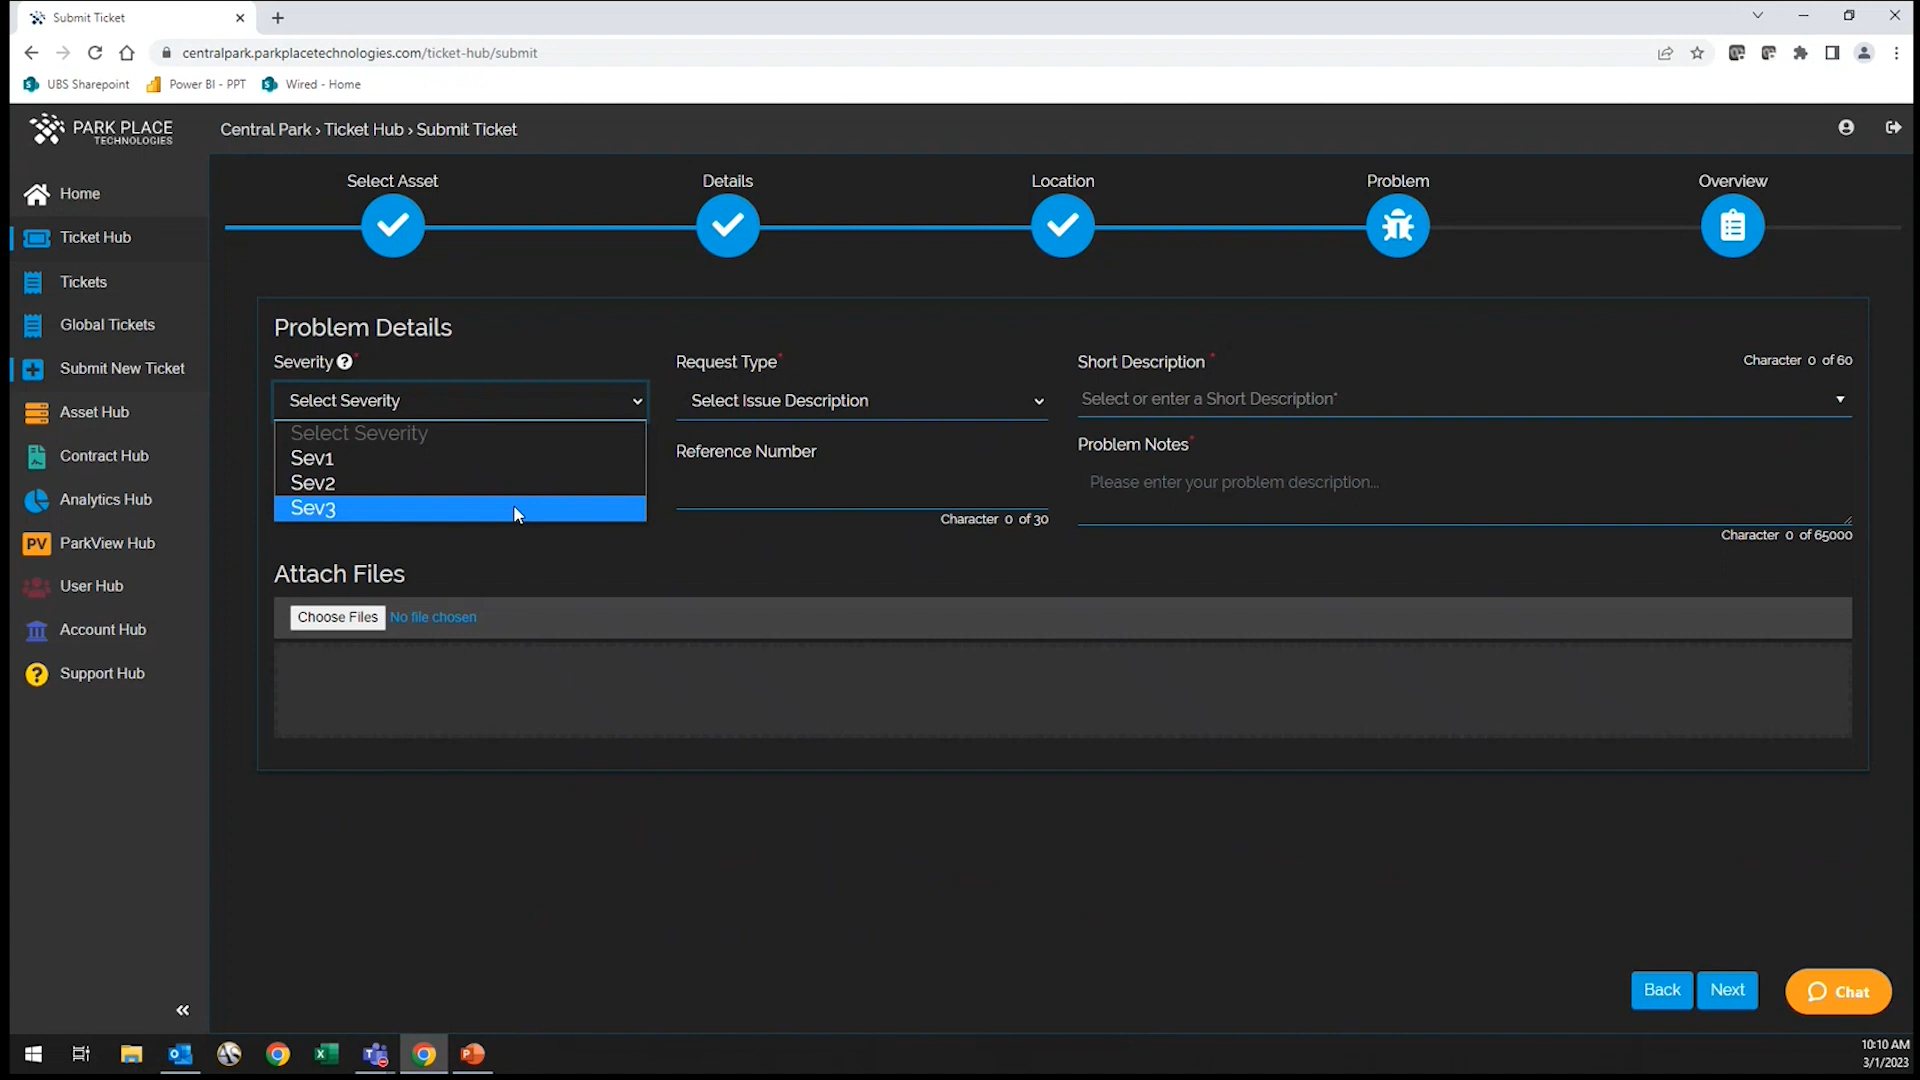 Submit Ticket
centralpark.parkplacetechnologies.com/ticket-hub/submit
UBS Sharepoint
Power BI - PPT
Wired - Home
PARK PLACE
TECHNOLOGIES
Central Park › Ticket Hub › Submit Ticket
Home
Ticket Hub
Tickets
Global Tickets
Submit New Ticket
Asset Hub
Contract Hub
Analytics Hub
PV ParkView Hub
User Hub
Account Hub
Support Hub
Select Asset
Details
Location
Problem
Overview
Problem Details
Severity ?*
Select Severity
Select Severity
Sev1
Sev2
Sev3
Request Type*
Select Issue Description
Reference Number
Character 0 of 30
Short Description *
Character 0 of 60
Select or enter a Short Description*
Problem Notes*
Please enter your problem description...
Character 0 of 65000
Attach Files
Choose Files No file chosen
Back
Next
Chat
10:10 AM
3/1/2023